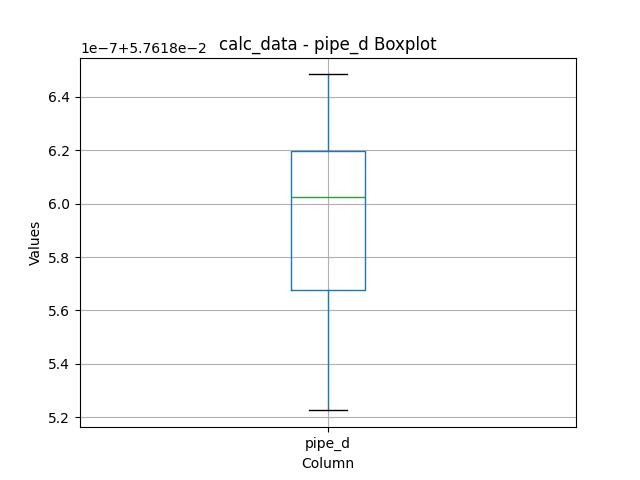 1e−7+5.7618e−2 calc_data - pipe_d Boxplot
6.4
6.2
6.0
5.8
5.6
5.4
5.2
Values
pipe_d
Column